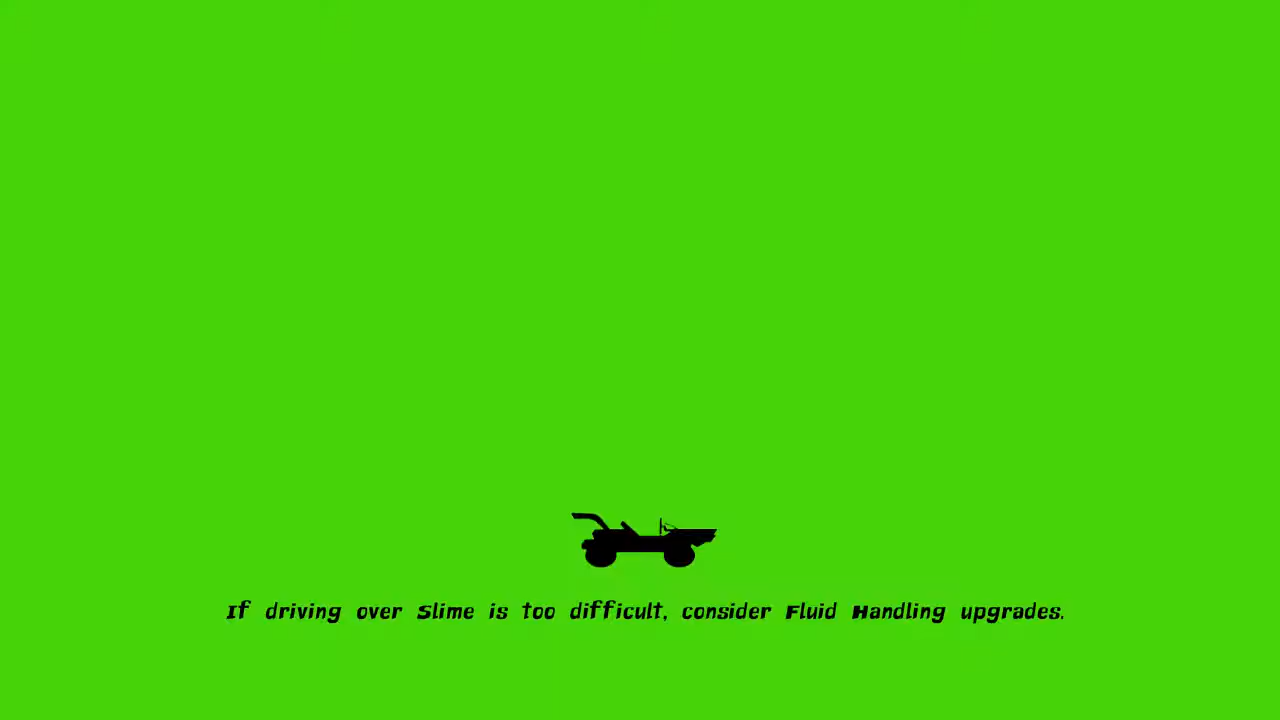 If driving over Slime is too difficult, consider Fluid Handling upgrades.